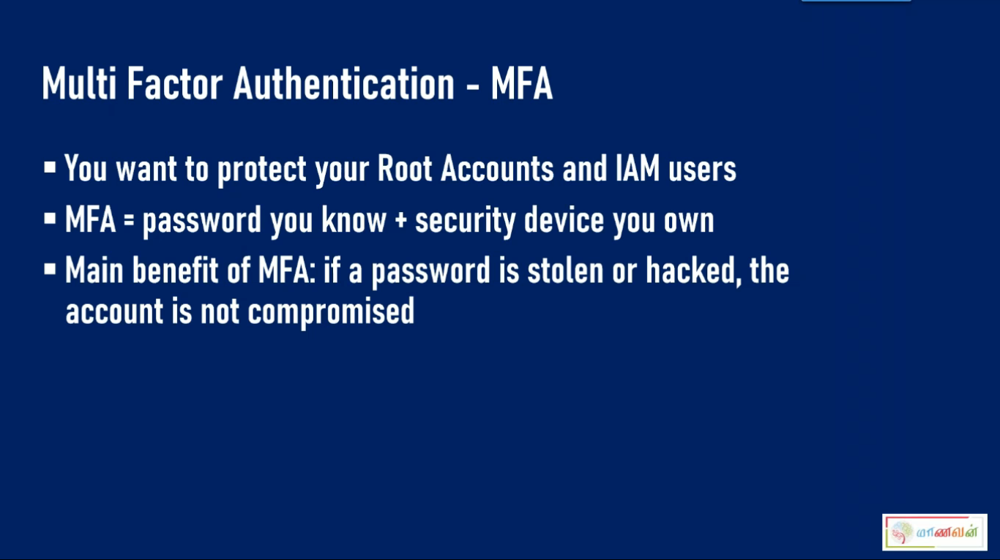 Multi Factor Authentication - MFA
▪ You want to protect your Root Accounts and IAM users
▪ MFA = password you know + security device you own
▪ Main benefit of MFA: if a password is stolen or hacked, the
account is not compromised
மாணவன்